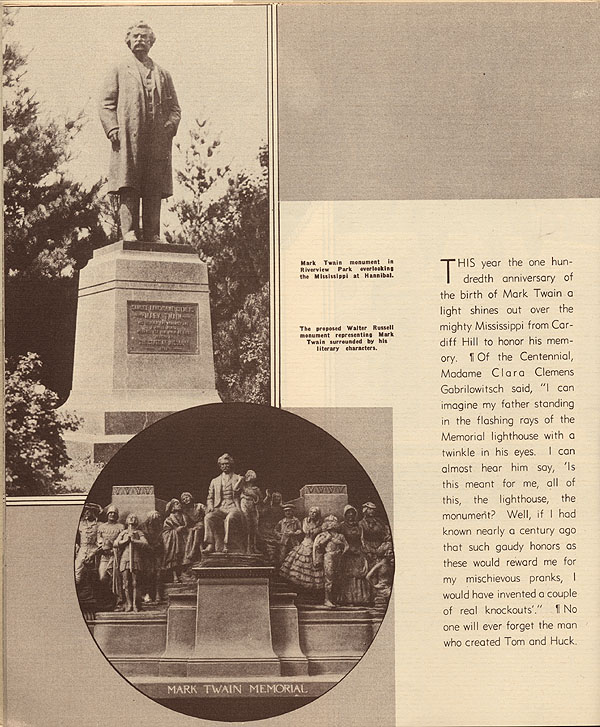 Mark Twain monument in
Riverview Park overlooking
the Mississippi at Hannibal.
The proposed Walter Russell
monument representing Mark
Twain surrounded by his
literary characters.
THIS year the one hun-
dredth anniversary of
the birth of Mark Twain a
light shines out over the
mighty Mississippi from Car-
diff Hill to honor his mem-
ory. ¶ Of the Centennial,
Madame Clara Clemens
Gabrilowitsch said, "I can
imagine my father standing
in the flashing rays of the
Memorial lighthouse with a
twinkle in his eyes. I can
almost hear him say, 'Is
this meant for me, all of
this, the lighthouse, the
monument? Well, if I had
known nearly a century ago
that such gaudy honors as
these would reward me for
my mischievous pranks, I
would have invented a couple
of real knockouts'." ¶ No
one will ever forget the man
who created Tom and Huck.
MARK TWAIN MEMORIAL